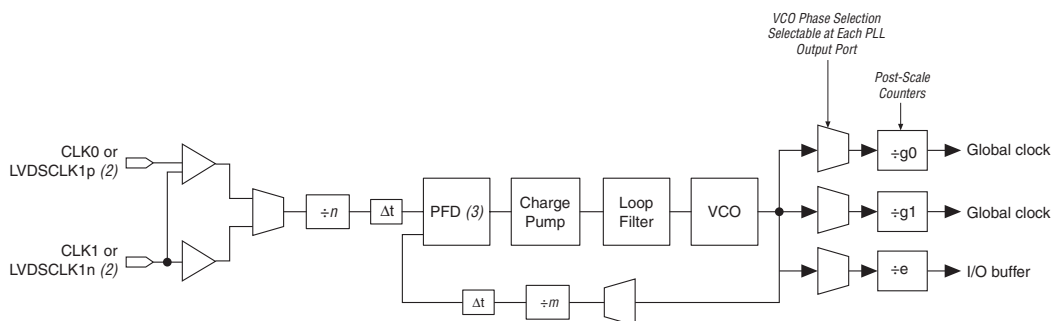 VCO Phase Selection
Selectable at Each PLL
Output Port
Post-Scale
Counters
CLK0 or
LVDSCLK1p (2)
÷g0
Global clock
÷n
Δt
PFD (3)
Charge
Pump
Loop
Filter
VCO
÷g1
Global clock
CLK1 or
LVDSCLK1n (2)
÷e
I/O buffer
Δt
÷m